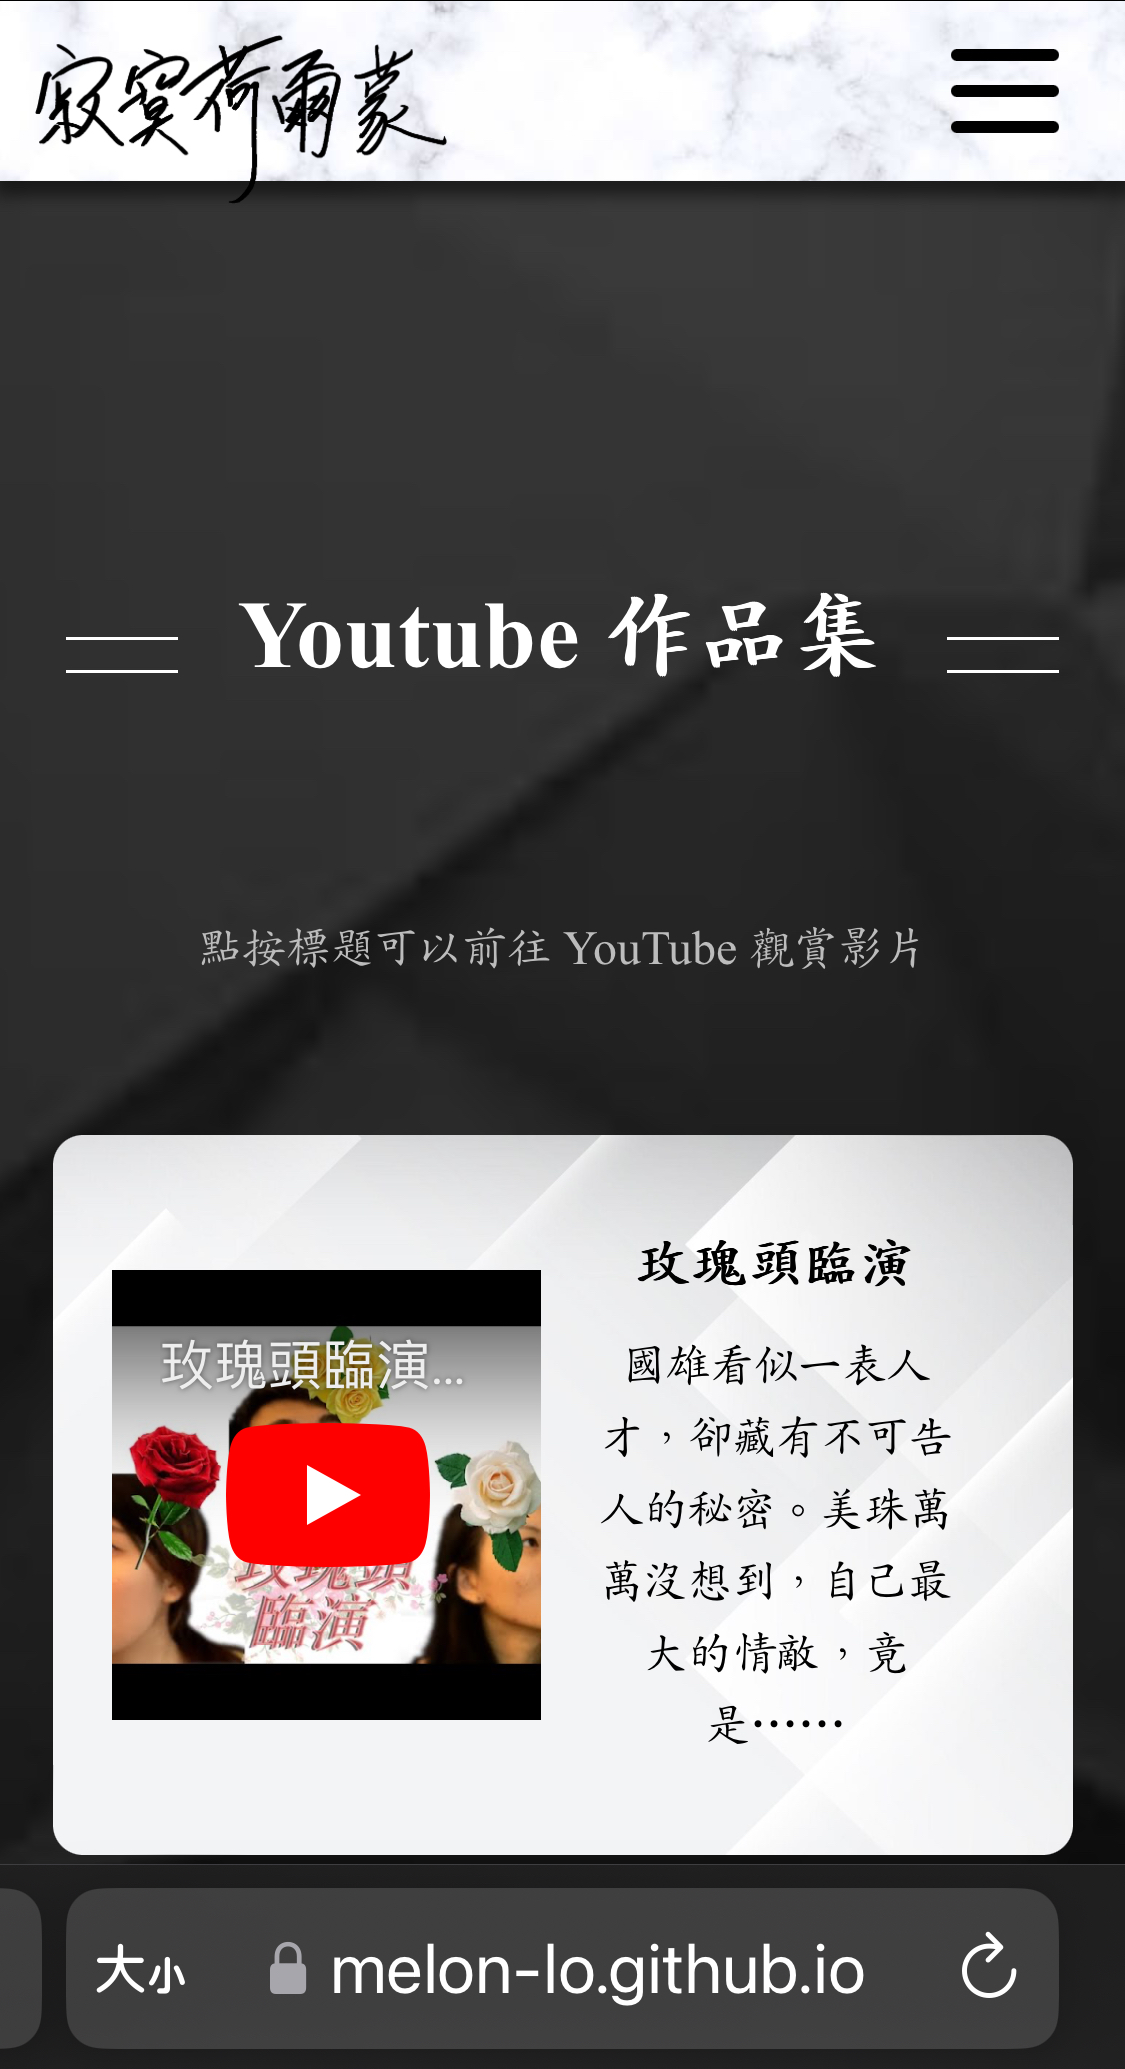 寂寞荷爾蒙
Youtube 作品集
點按標題可以前往 YouTube 觀賞影片
玫瑰頭臨演
玫瑰頭臨演...
國雄看似一表人
才，卻藏有不可告
人的秘密。美珠萬
萬沒想到，自己最
大的情敵，竟
是⋯⋯
玫瑰頭
臨演
大小 melon-lo.github.io